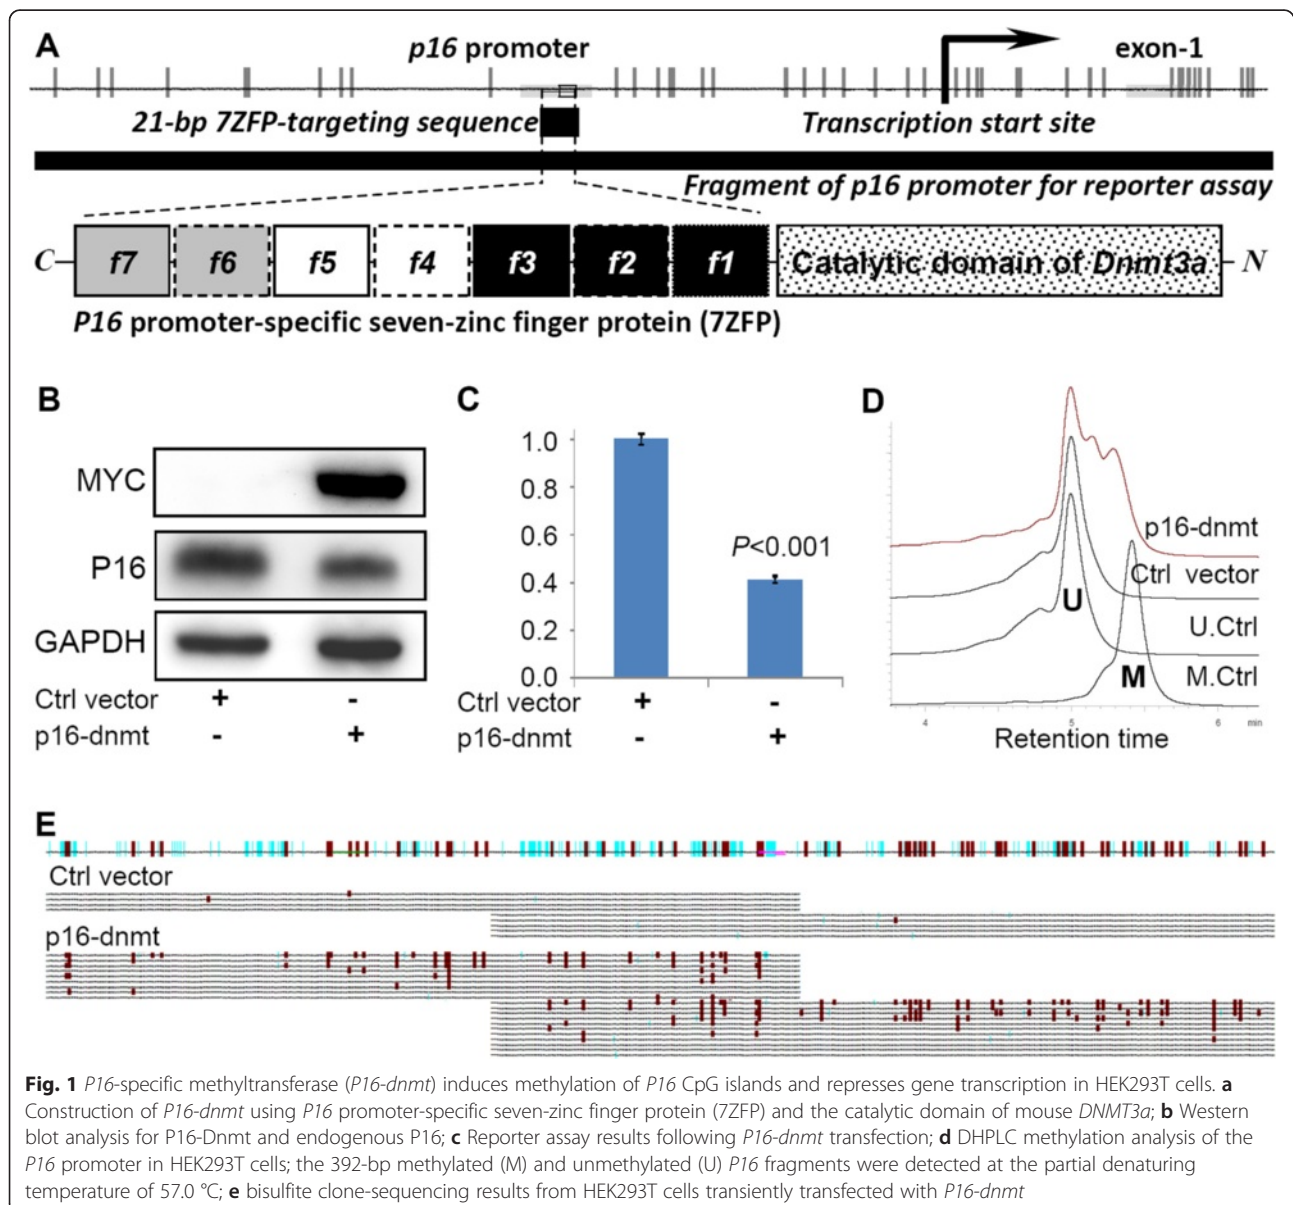 A
p16 promoter
exon-1
21-bp 7ZFP-targeting sequence
Transcription start site
Fragment of p16 promoter for reporter assay
C f7 f6 f5 f4 f3 f2 f1 Catalytic domain of Dnmt3a N
P16 promoter-specific seven-zinc finger protein (7ZFP)
B
MYC
P16
GAPDH
Ctrl vector + -
p16-dnmt - +
C
1.0
0.8
0.6
0.4
0.2
0.0
P<0.001
Ctrl vector + -
p16-dnmt - +
D
p16-dnmt
Ctrl vector
U
U.Ctrl
M
M.Ctrl
4 5 6 min
Retention time
E
Ctrl vector
p16-dnmt
Fig. 1 P16-specific methyltransferase (P16-dnmt) induces methylation of P16 CpG islands and represses gene transcription in HEK293T cells. a
Construction of P16-dnmt using P16 promoter-specific seven-zinc finger protein (7ZFP) and the catalytic domain of mouse DNMT3a; b Western
blot analysis for P16-Dnmt and endogenous P16; c Reporter assay results following P16-dnmt transfection; d DHPLC methylation analysis of the
P16 promoter in HEK293T cells; the 392-bp methylated (M) and unmethylated (U) P16 fragments were detected at the partial denaturing
temperature of 57.0 °C; e bisulfite clone-sequencing results from HEK293T cells transiently transfected with P16-dnmt